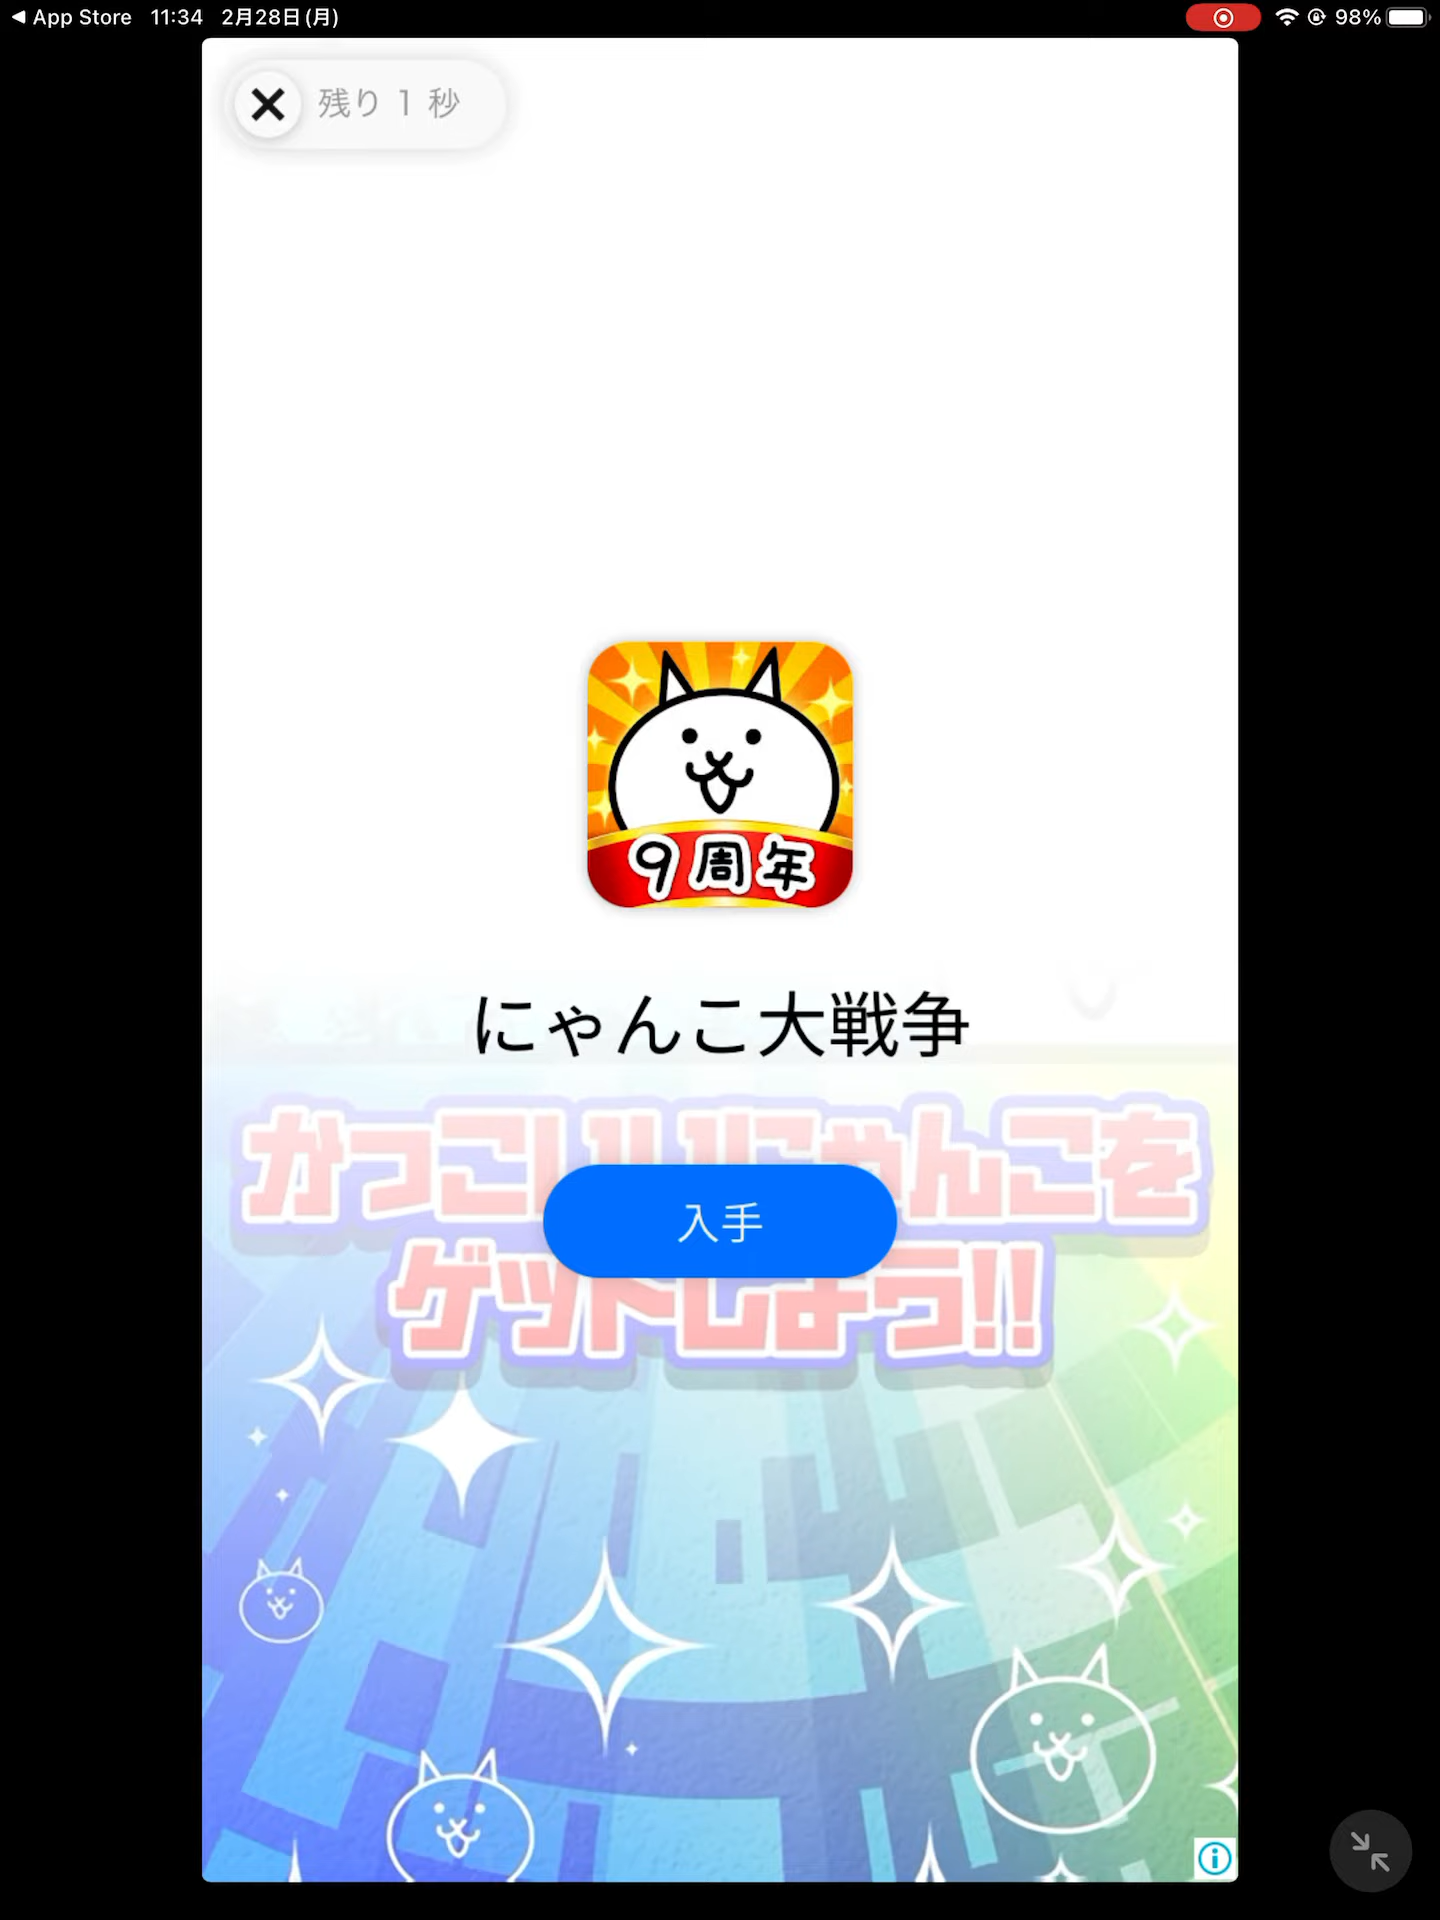 ◀ App Store 11:34 2月28日(月) 98%
残り 1 秒
9周年
にゃんこ大戦争
かっこいいにゃんこを
入手
ゲットしよう!!